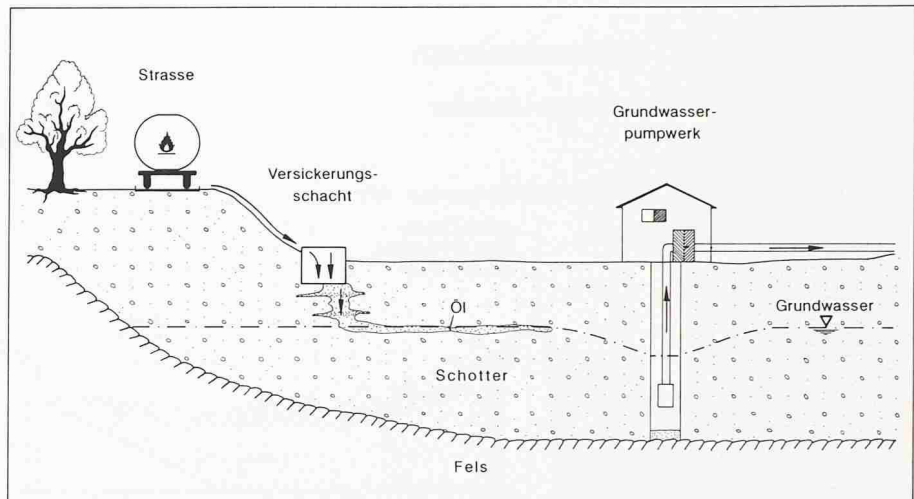 Strasse
Grundwasser-
pumpwerk
Versickerungs-
schacht
Öl
Grundwasser
Schotter
Fels